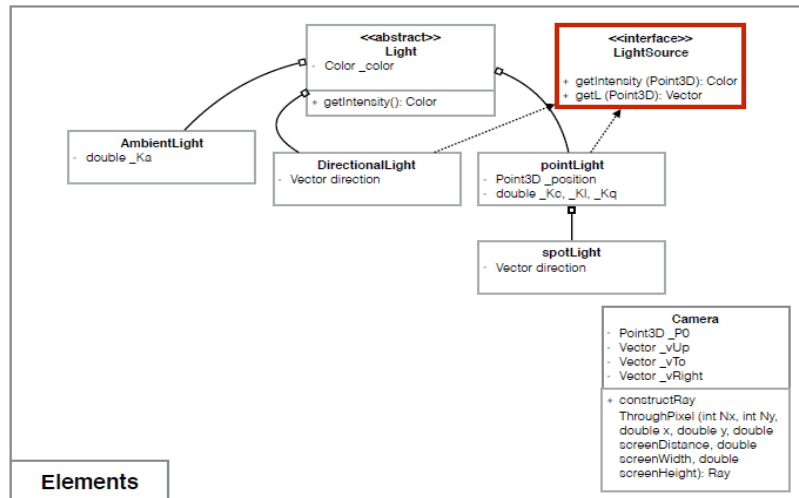 <<abstract>>
Light
- Color _color
+ getIntensity(): Color
<<interface>>
LightSource
+ getIntensity (Point3D): Color
+ getL (Point3D): Vector
AmbientLight
- double _Ka
DirectionalLight
- Vector direction
pointLight
- Point3D _position
- double _Kc, _Kl, _Kq
spotLight
- Vector direction
Camera
- Point3D _P0
- Vector _vUp
- Vector _vTo
- Vector _vRight
+ constructRay
ThroughPixel (int Nx, int Ny,
double x, double y, double
screenDistance, double
screenWidth, double
screenHeight): Ray
Elements